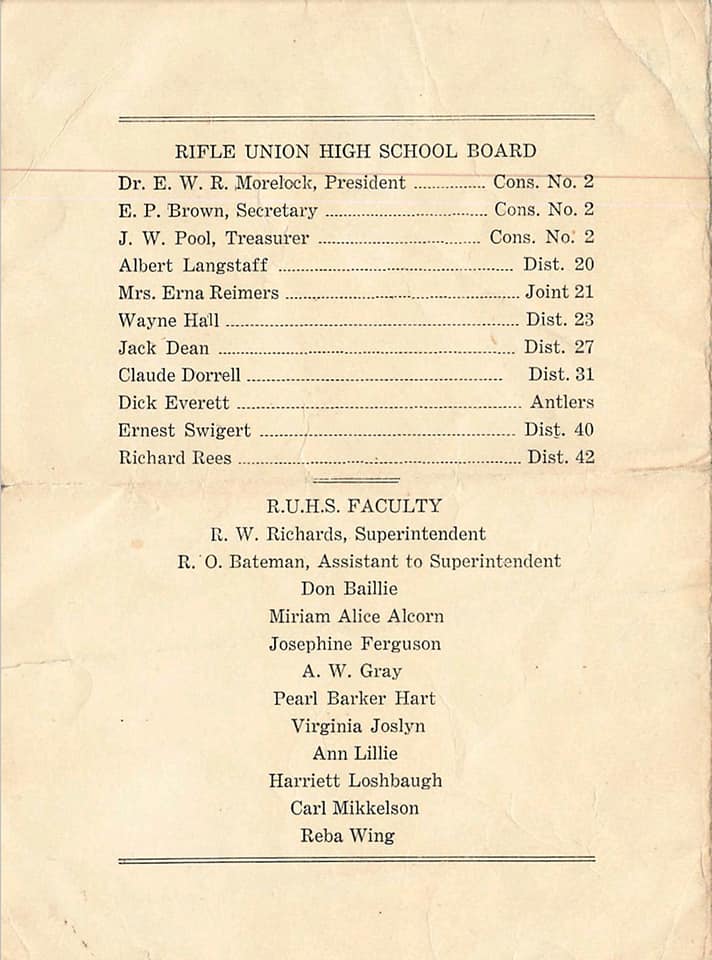 RIFLE UNION HIGH SCHOOL BOARD
Dr. E. W. R. Morelock, President ................ Cons. No. 2
E. P. Brown, Secretary .................................... Cons. No. 2
J. W. Pool, Treasurer .................................... Cons. No. 2
Albert Langstaff .................................................... Dist. 20
Mrs. Erna Reimers .................................................... Joint 21
Wayne Hall ................................................................ Dist. 23
Jack Dean ................................................................ Dist. 27
Claude Dorrell ........................................................ Dist. 31
Dick Everett ............................................................ Antlers
Ernest Swigert ........................................................ Dist. 40
Richard Rees ............................................................ Dist. 42
R.U.H.S. FACULTY
R. W. Richards, Superintendent
R. O. Bateman, Assistant to Superintendent
Don Baillie
Miriam Alice Alcorn
Josephine Ferguson
A. W. Gray
Pearl Barker Hart
Virginia Joslyn
Ann Lillie
Harriett Loshbaugh
Carl Mikkelson
Reba Wing